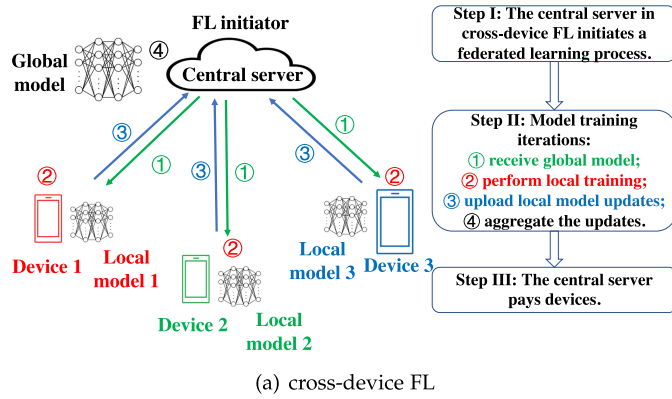 FL initiator
④
Global
model
Central server
③
①
①
③
③
①
②
②
②
Device 1
Local
model 1
Device 2
Local
model 2
Local
model 3
Device 3
Step I: The central server in
cross-device FL initiates a
federated learning process.
Step II: Model training
iterations:
① receive global model;
② perform local training;
③ upload local model updates;
④ aggregate the updates.
Step III: The central server
pays devices.
(a) cross-device FL